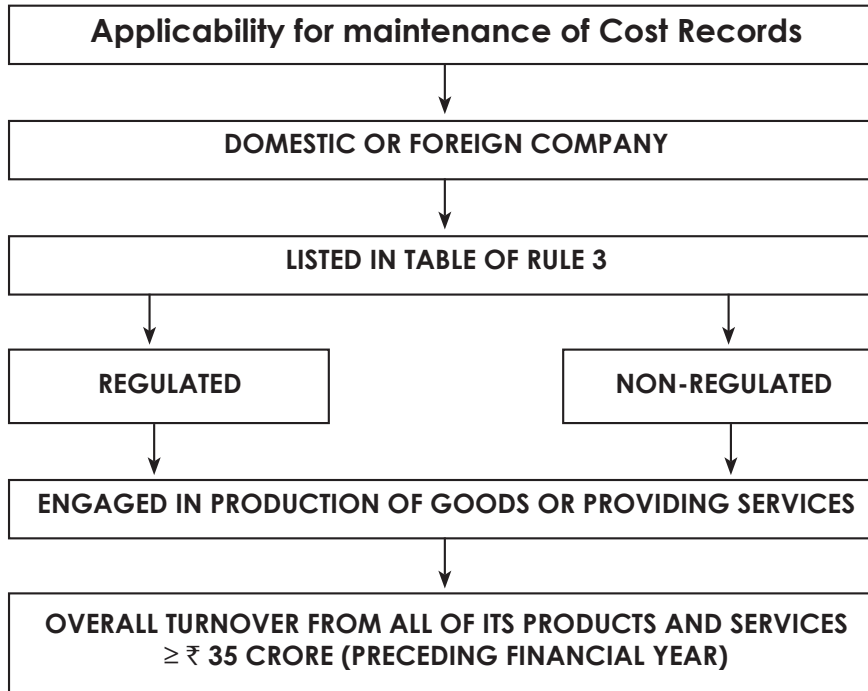 Applicability for maintenance of Cost Records
DOMESTIC OR FOREIGN COMPANY
LISTED IN TABLE OF RULE 3
REGULATED
NON-REGULATED
ENGAGED IN PRODUCTION OF GOODS OR PROVIDING SERVICES
OVERALL TURNOVER FROM ALL OF ITS PRODUCTS AND SERVICES
≥ ₹ 35 CRORE (PRECEDING FINANCIAL YEAR)